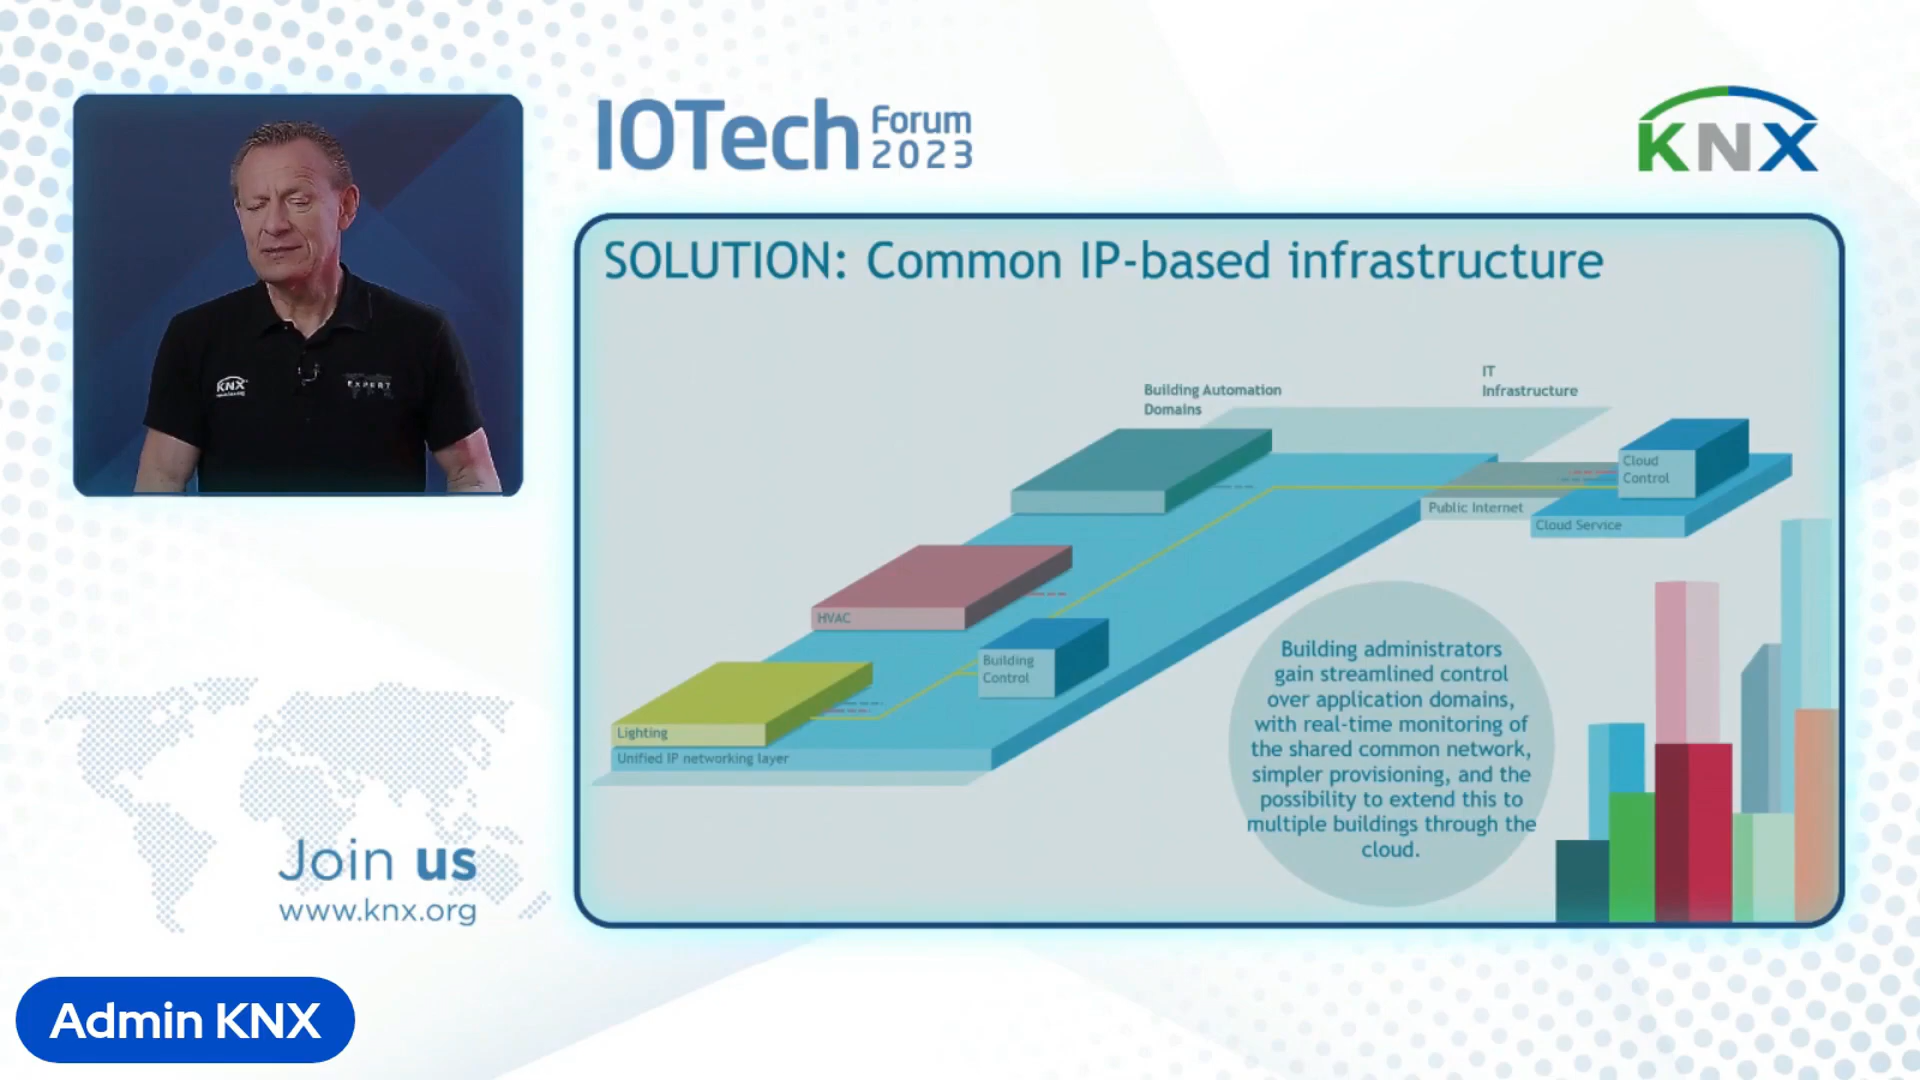 IOTech Forum 2023
KNX
SOLUTION: Common IP-based infrastructure
Building Automation
Domains
IT
Infrastructure
Cloud
Control
Public Internet
Cloud Service
HVAC
Building
Control
Lighting
Unified IP networking layer
Building administrators
gain streamlined control
over application domains,
with real-time monitoring of
the shared common network,
simpler provisioning, and the
possibility to extend this to
multiple buildings through the
cloud.
KNX
EXPERT
Join us
www.knx.org
Admin KNX